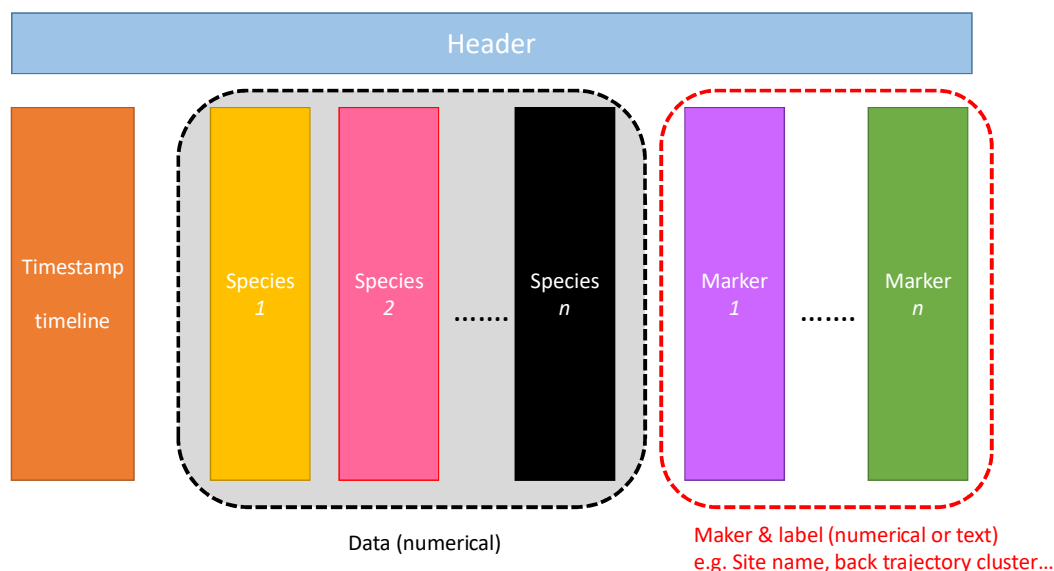 Header
Timestamp
timeline
Species
1
Species
2
.......
Species
n
Marker
1
.......
Marker
n
Data (numerical)
Maker & label (numerical or text)
e.g. Site name, back trajectory cluster…